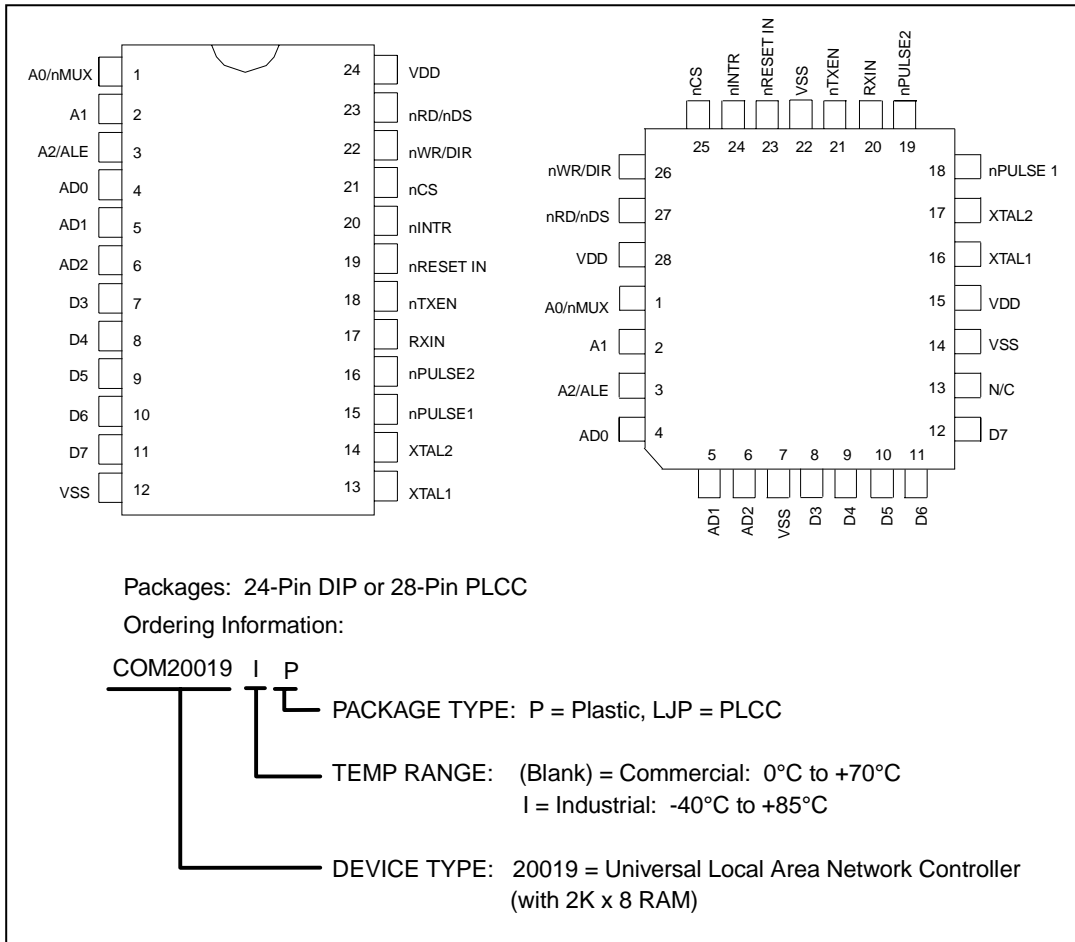 A0/nMUX 1 24 VDD
A1 2 23 nRD/nDS
A2/ALE 3 22 nWR/DIR
AD0 4 21 nCS
AD1 5 20 nINTR
AD2 6 19 nRESET IN
D3 7 18 nTXEN
D4 8 17 RXIN
D5 9 16 nPULSE2
D6 10 15 nPULSE1
D7 11 14 XTAL2
VSS 12 13 XTAL1
nCS nINTR nRESET IN VSS nTXEN RXIN nPULSE2
25 24 23 22 21 20 19
nWR/DIR 26 18 nPULSE 1
nRD/nDS 27 17 XTAL2
VDD 28 16 XTAL1
A0/nMUX 1 15 VDD
A1 2 14 VSS
A2/ALE 3 13 N/C
AD0 4 12 D7
5 6 7 8 9 10 11
AD1 AD2 VSS D3 D4 D5 D6
Packages: 24-Pin DIP or 28-Pin PLCC
Ordering Information:
COM20019 I P
PACKAGE TYPE: P = Plastic, LJP = PLCC
TEMP RANGE: (Blank) = Commercial: 0°C to +70°C
I = Industrial: -40°C to +85°C
DEVICE TYPE: 20019 = Universal Local Area Network Controller
(with 2K x 8 RAM)